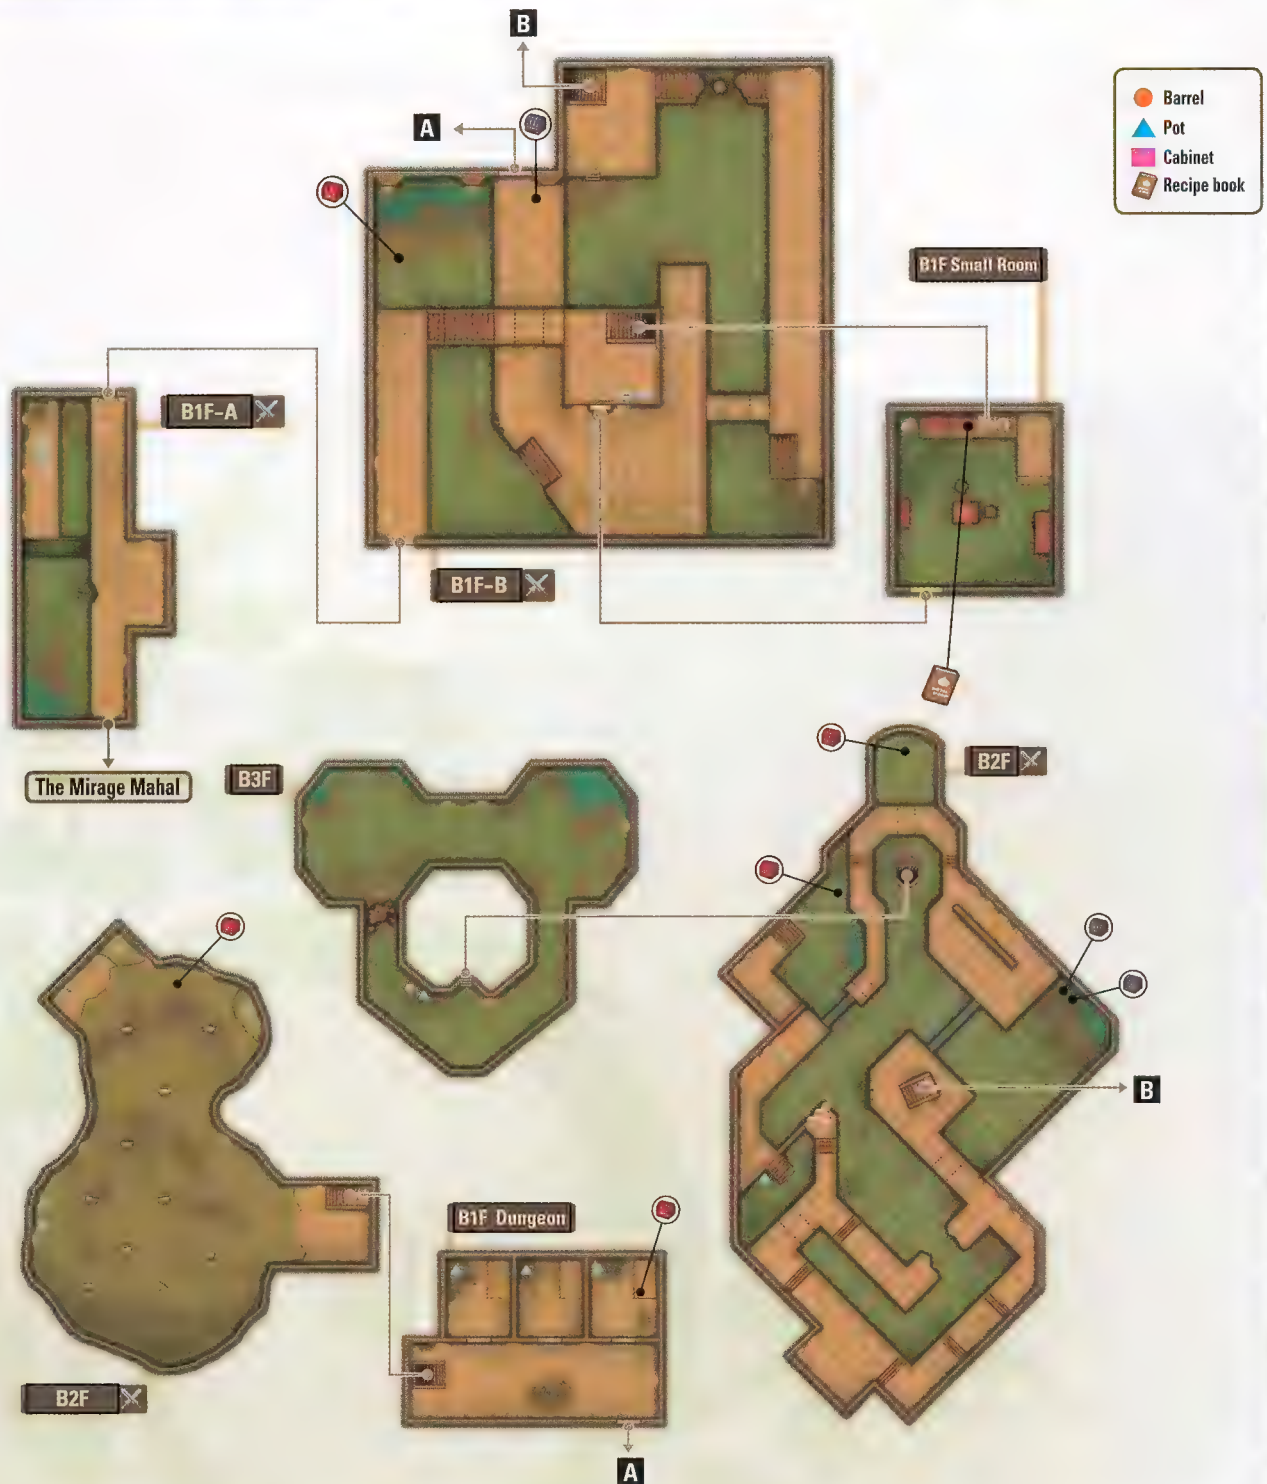 B
A
Barrel
Pot
Cabinet
Recipe book
B1F Small Room
B1F-A
B1F-B
The Mirage Mahal
B3F
B2F
B
B1F Dungeon
B2F
A